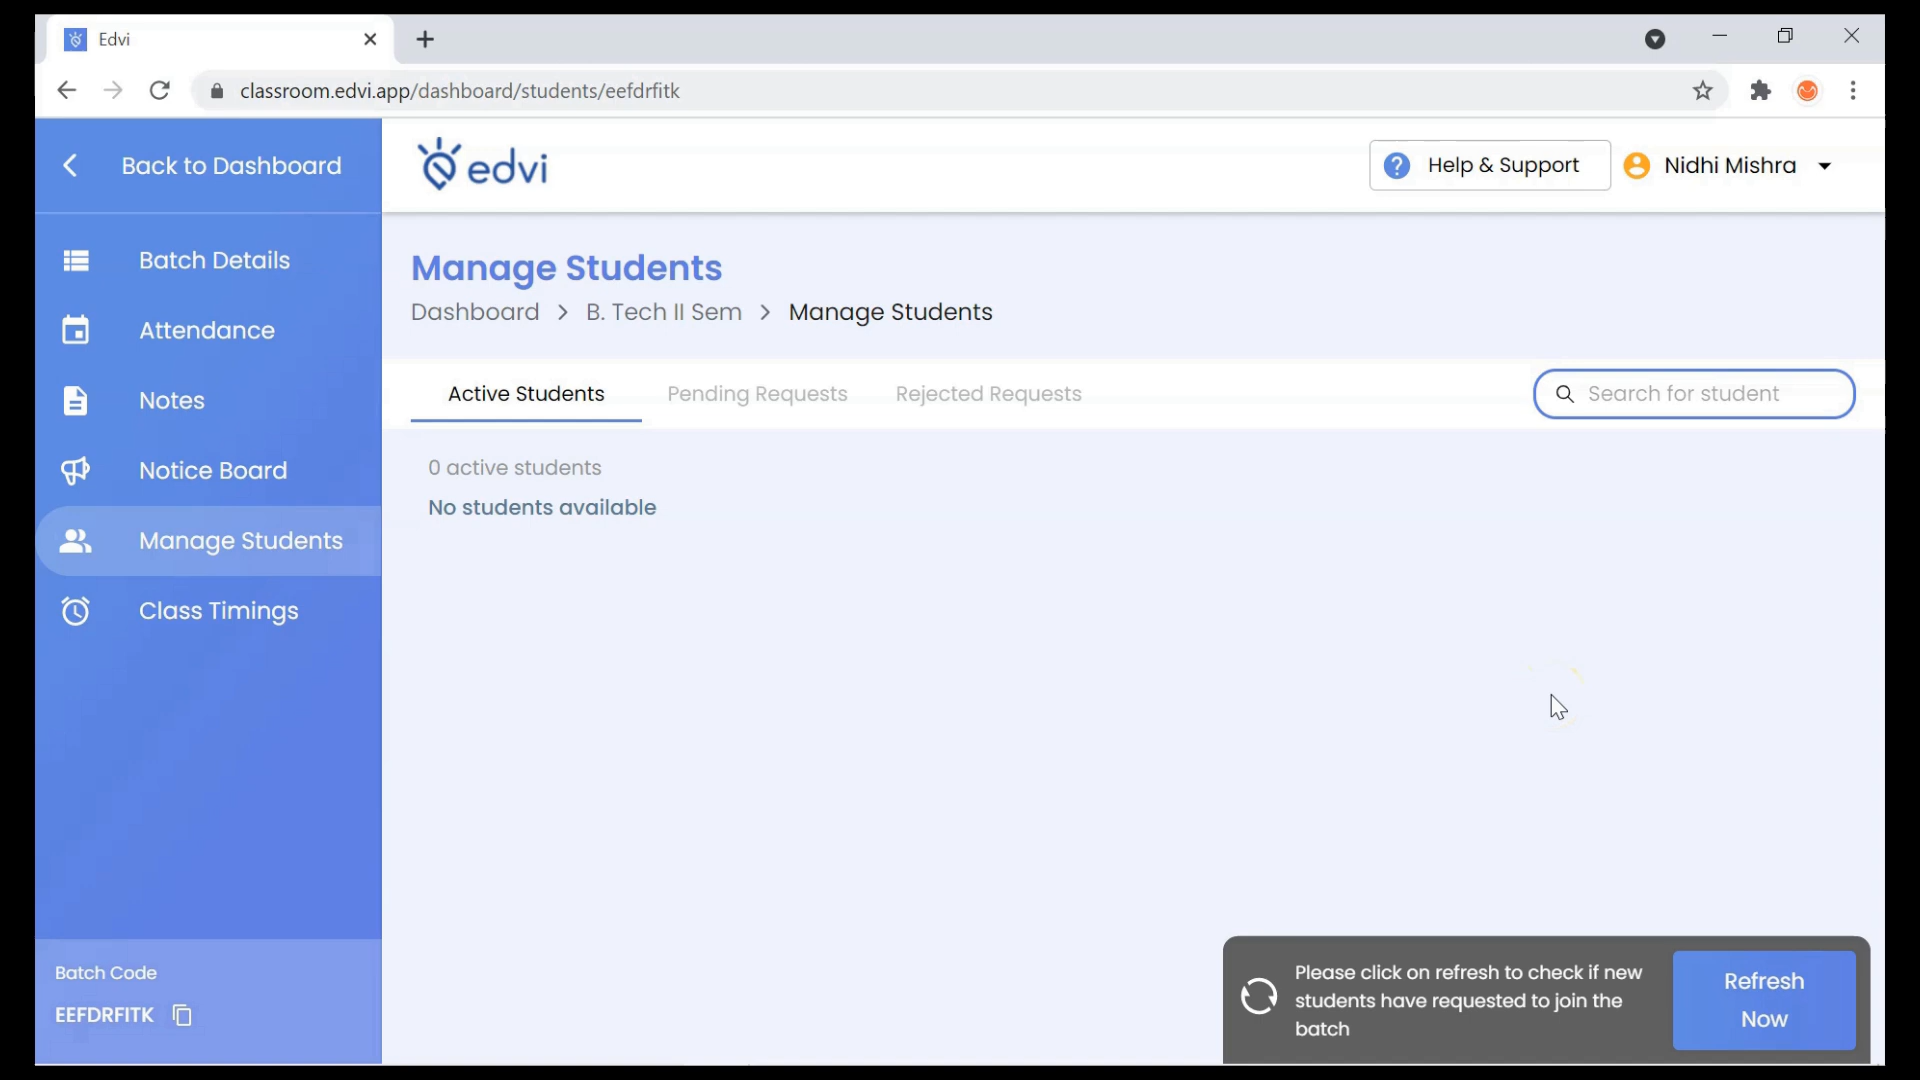 Edvi
classroom.edvi.app/dashboard/students/eefdrfitk
Back to Dashboard
edvi
? Help & Support
Nidhi Mishra
Batch Details
Attendance
Notes
Notice Board
Manage Students
Class Timings
Manage Students
Dashboard > B. Tech II Sem > Manage Students
Active Students
Pending Requests
Rejected Requests
Search for student
0 active students
No students available
Batch Code
EEFDRFITK
Please click on refresh to check if new
students have requested to join the
batch
Refresh
Now